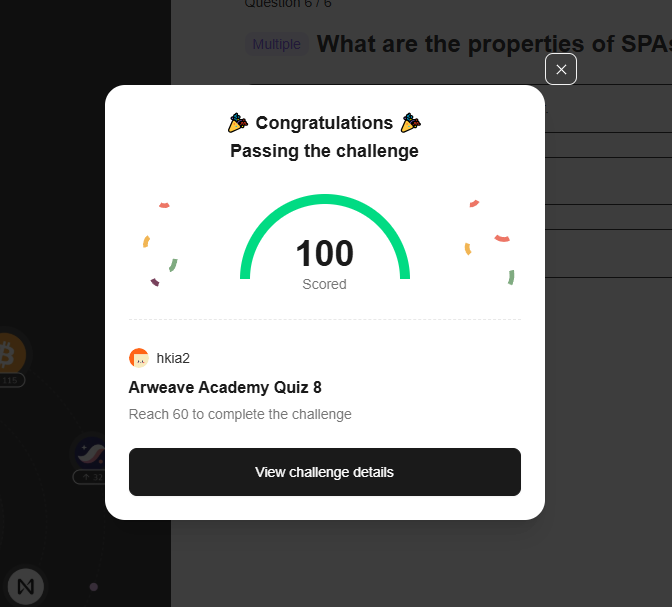 Question 6 / 6
Multiple What are the properties of SPAs
Congratulations
Passing the challenge
100
Scored
115
hkia2
Arweave Academy Quiz 8
Reach 60 to complete the challenge
View challenge details